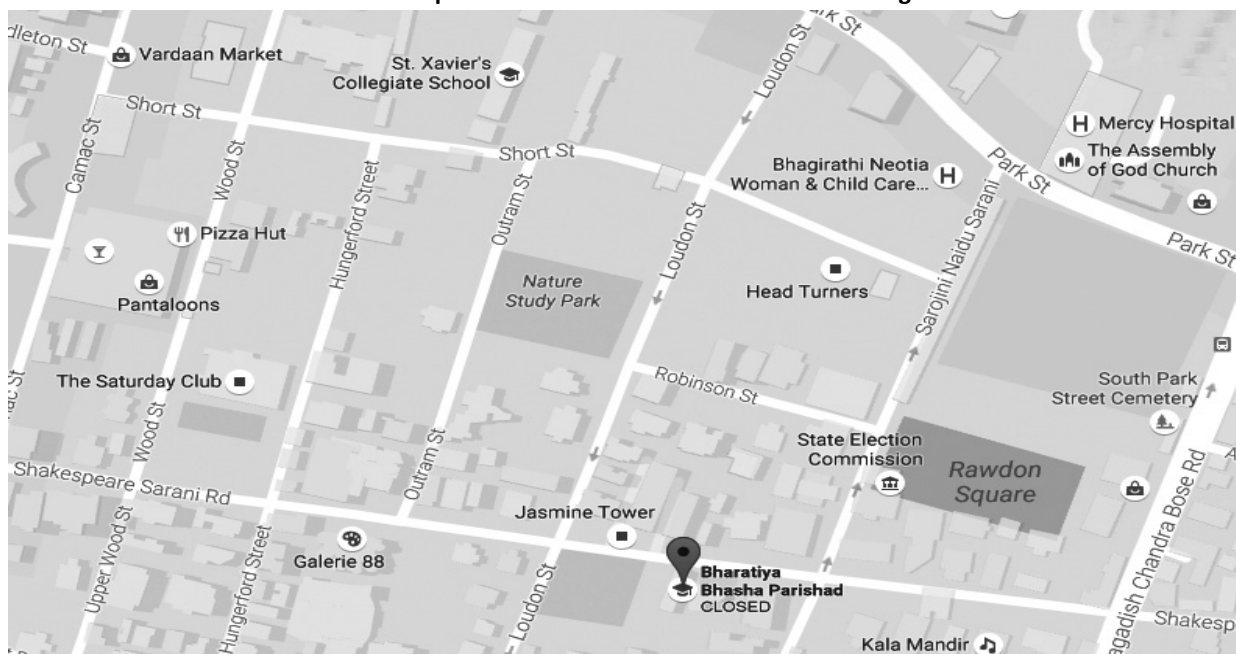 dleton St
Vardaan Market
St. Xavier's
Collegiate School
Park St
Loudon St
Short St
Camac St
Wood St
Short St
Mercy Hospital
The Assembly
of God Church
Bhagirathi Neotia
Woman & Child Care...
Park St
Hungerford Street
Outram St
Pizza Hut
Loudon St
Sarojini Naidu Sarani
Park St
Pantaloons
Nature
Study Park
Head Turners
The Saturday Club
Robinson St
South Park
Street Cemetery
Wood St
Outram St
State Election
Commission
Rawdon
Square
Shakespeare Sarani Rd
Jasmine Tower
Galerie 88
Upper Wood St
Hungerford Street
Loudon St
Bharatiya
Bhasha Parishad
CLOSED
agadish Chandra Bose Rd
Shakesp
Kala Mandir